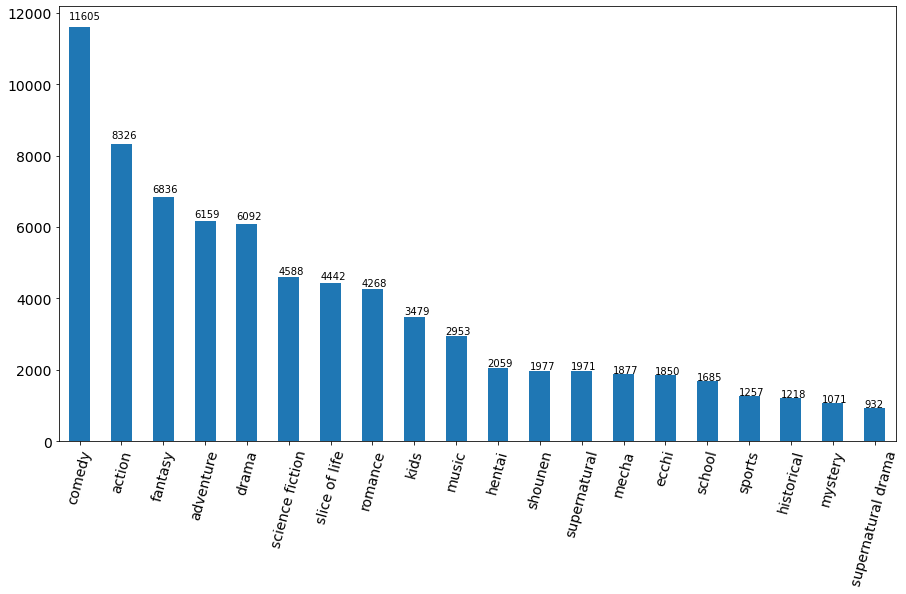 12000
10000
8000
6000
4000
2000
0
11605
8326
6836
6159
6092
4588
4442
4268
3479
2953
2059
1977
1971
1877
1850
1685
1257
1218
1071
932
comedy
action
fantasy
adventure
drama
science fiction
slice of life
romance
kids
music
hentai
shounen
supernatural
mecha
ecchi
school
sports
historical
mystery
supernatural drama